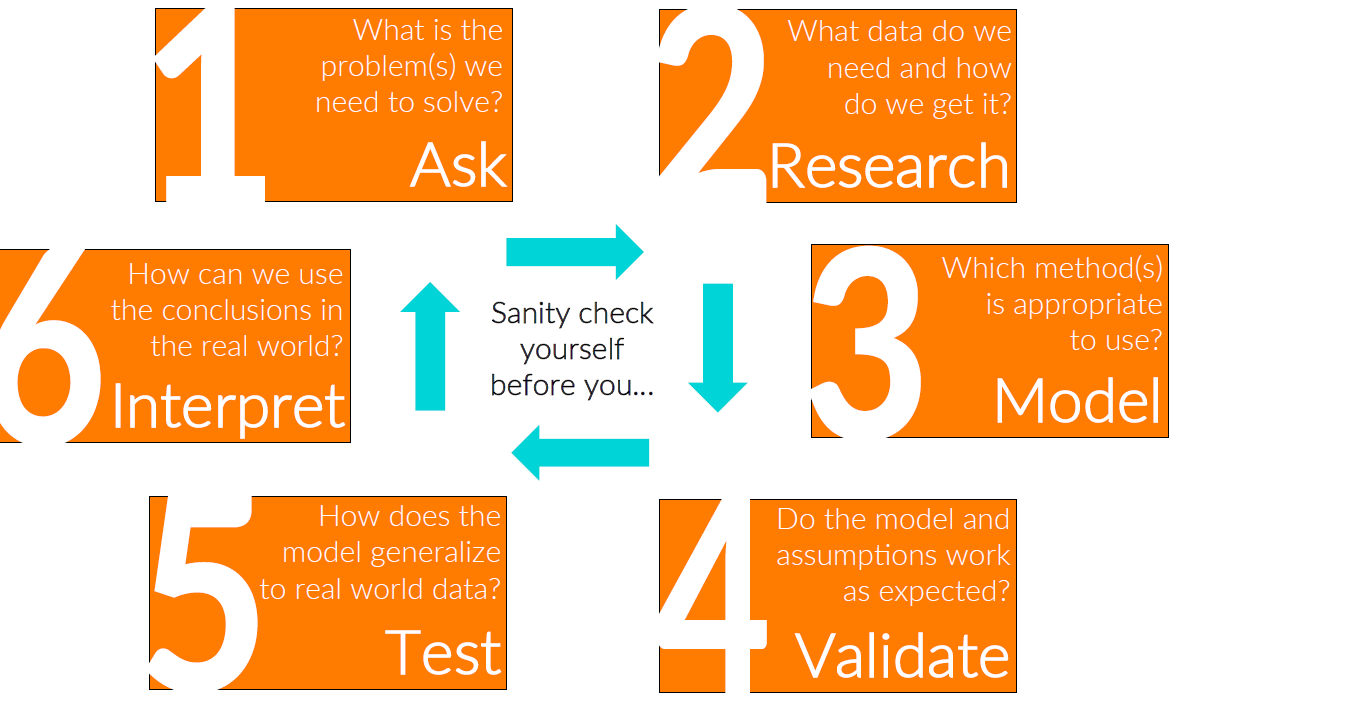 1
What is the
problem(s) we
need to solve?
Ask
2
What data do we
need and how
do we get it?
Research
3
Which method(s)
is appropriate
to use?
Model
4
Do the model and
assumptions work
as expected?
Validate
5
How does the
model generalize
to real world data?
Test
6
How can we use
the conclusions in
the real world?
Interpret
Sanity check
yourself
before you...